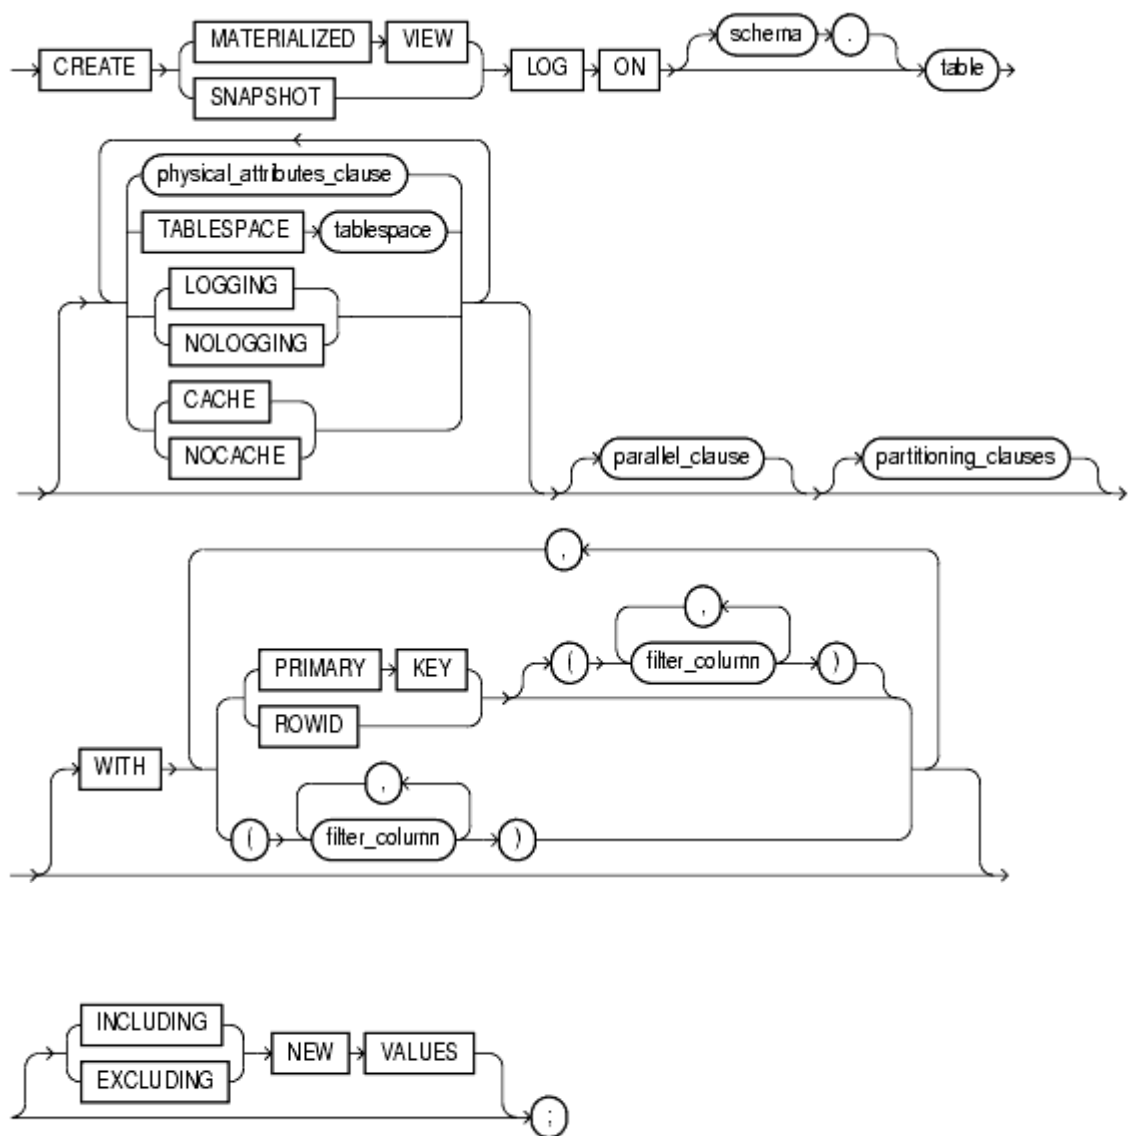 MATERIALIZED VIEW schema .
CREATE LOG ON table
SNAPSHOT
physical_attributes_clause
TABLESPACE tablespace
LOGGING
NOLOGGING
CACHE
NOCACHE parallel_clause partitioning_clauses
,
,
PRIMARY KEY ( filter_column )
ROWID
WITH
,
( filter_column )
INCLUDING
NEW VALUES
EXCLUDING
;